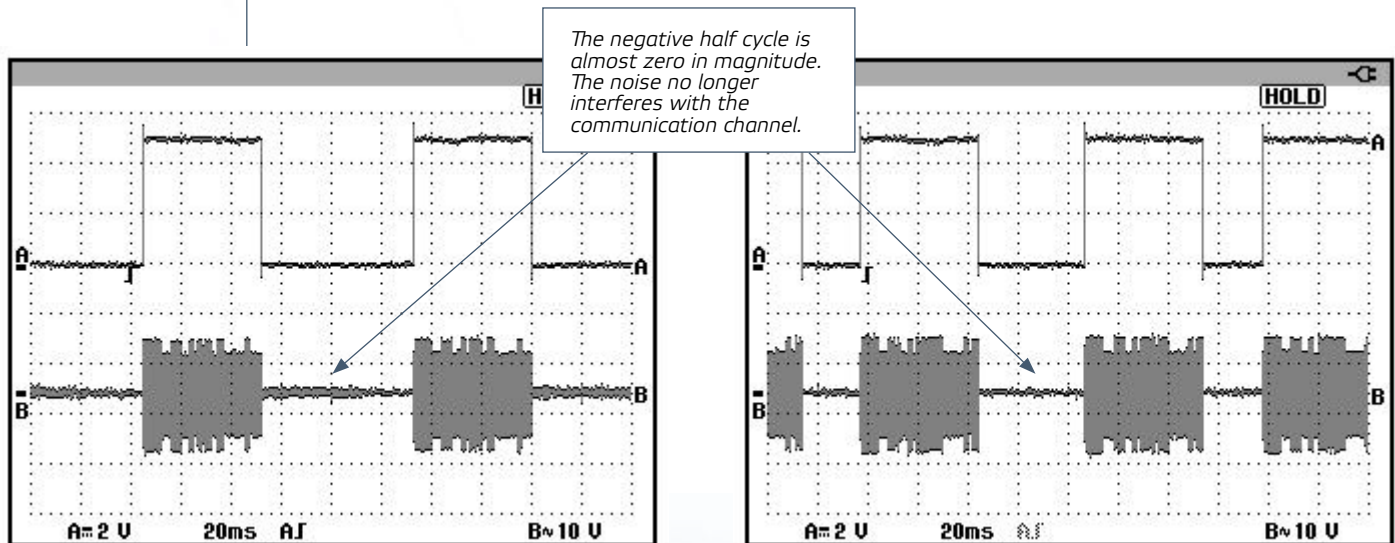 The negative half cycle is
almost zero in magnitude.
The noise no longer
interferes with the
communication channel.
HOLD
A
A
A
A
B
B
B
B
A=2 V 20ms A B~10 V
A=2 V 20ms A B~10 V